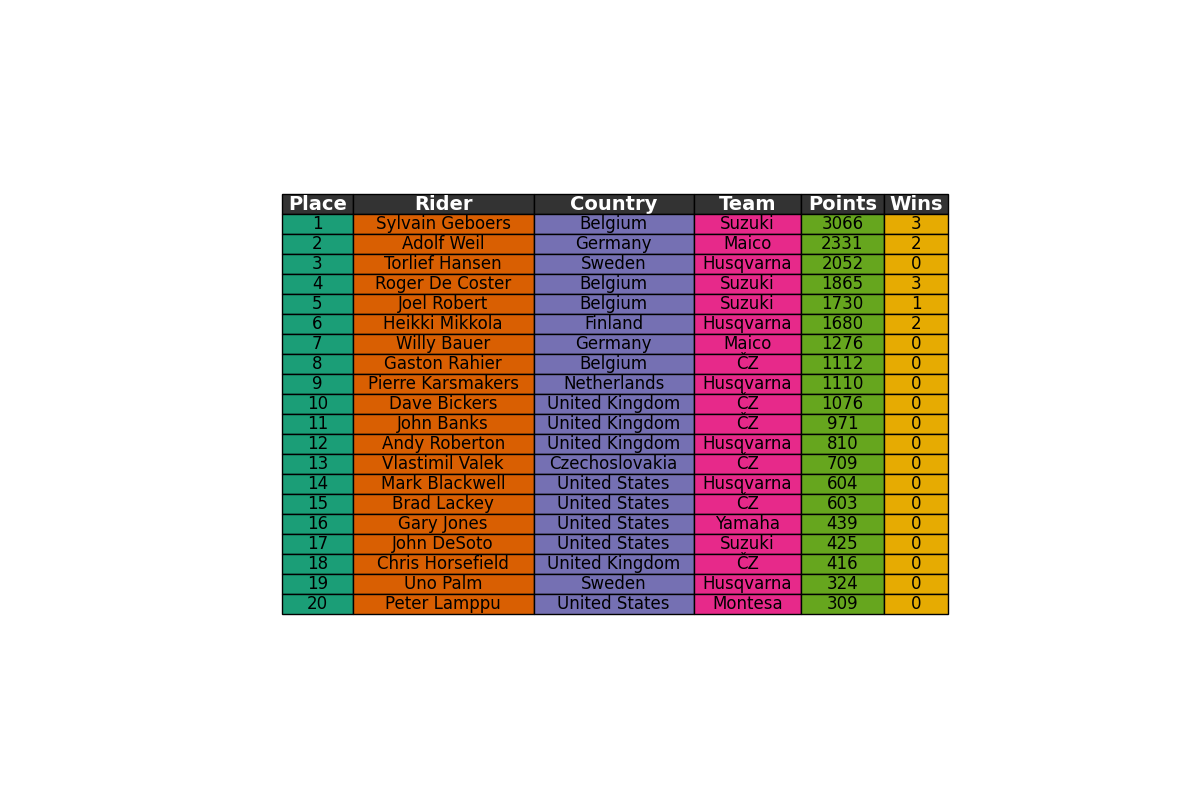 Place Rider Country Team Points Wins
1 Sylvain Geboers Belgium Suzuki 3066 3
2 Adolf Weil Germany Maico 2331 2
3 Torlief Hansen Sweden Husqvarna 2052 0
4 Roger De Coster Belgium Suzuki 1865 3
5 Joel Robert Belgium Suzuki 1730 1
6 Heikki Mikkola Finland Husqvarna 1680 2
7 Willy Bauer Germany Maico 1276 0
8 Gaston Rahier Belgium ČZ 1112 0
9 Pierre Karsmakers Netherlands Husqvarna 1110 0
10 Dave Bickers United Kingdom ČZ 1076 0
11 John Banks United Kingdom ČZ 971 0
12 Andy Roberton United Kingdom Husqvarna 810 0
13 Vlastimil Valek Czechoslovakia ČZ 709 0
14 Mark Blackwell United States Husqvarna 604 0
15 Brad Lackey United States ČZ 603 0
16 Gary Jones United States Yamaha 439 0
17 John DeSoto United States Suzuki 425 0
18 Chris Horsefield United Kingdom ČZ 416 0
19 Uno Palm Sweden Husqvarna 324 0
20 Peter Lamppu United States Montesa 309 0